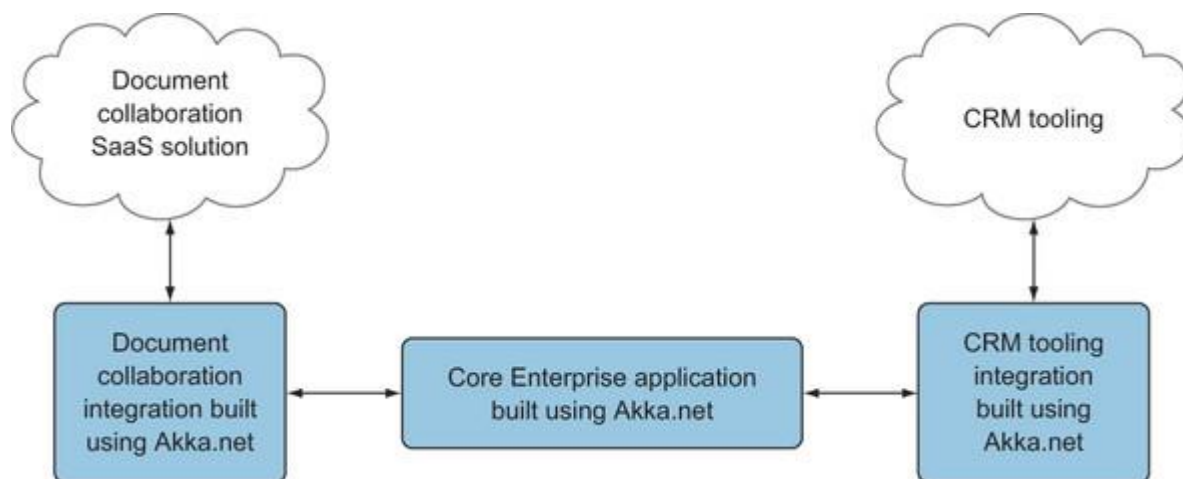 Document
collaboration
SaaS solution
CRM tooling
Document
collaboration
integration built
using Akka.net
Core Enterprise application
built using Akka.net
CRM tooling
integration
built using
Akka.net